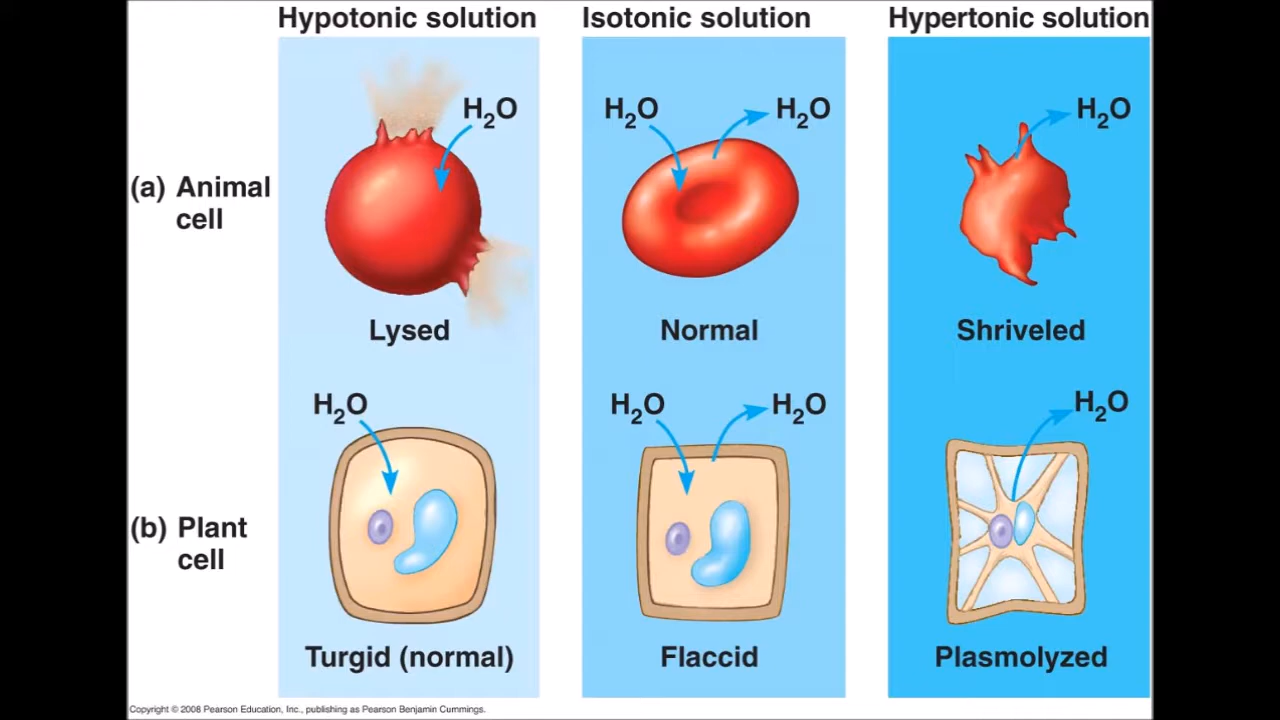 Hypotonic solution
Isotonic solution
Hypertonic solution
(a) Animal
cell
H₂O
H₂O
H₂O
H₂O
Lysed
Normal
Shriveled
(b) Plant
cell
H₂O
H₂O
H₂O
H₂O
Turgid (normal)
Flaccid
Plasmolyzed
Copyright © 2008 Pearson Education, Inc., publishing as Pearson Benjamin Cummings.